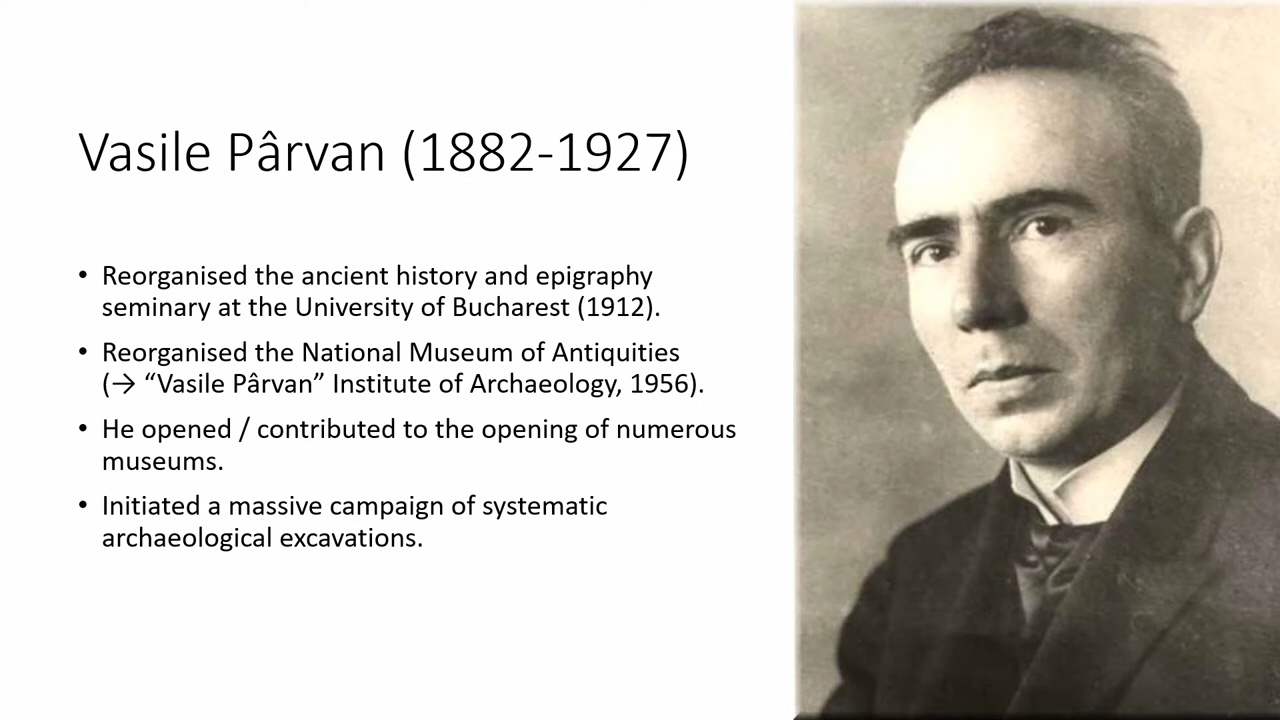 Vasile Pârvan (1882-1927)
• Reorganised the ancient history and epigraphy
seminary at the University of Bucharest (1912).
• Reorganised the National Museum of Antiquities
(→ “Vasile Pârvan” Institute of Archaeology, 1956).
• He opened / contributed to the opening of numerous
museums.
• Initiated a massive campaign of systematic
archaeological excavations.